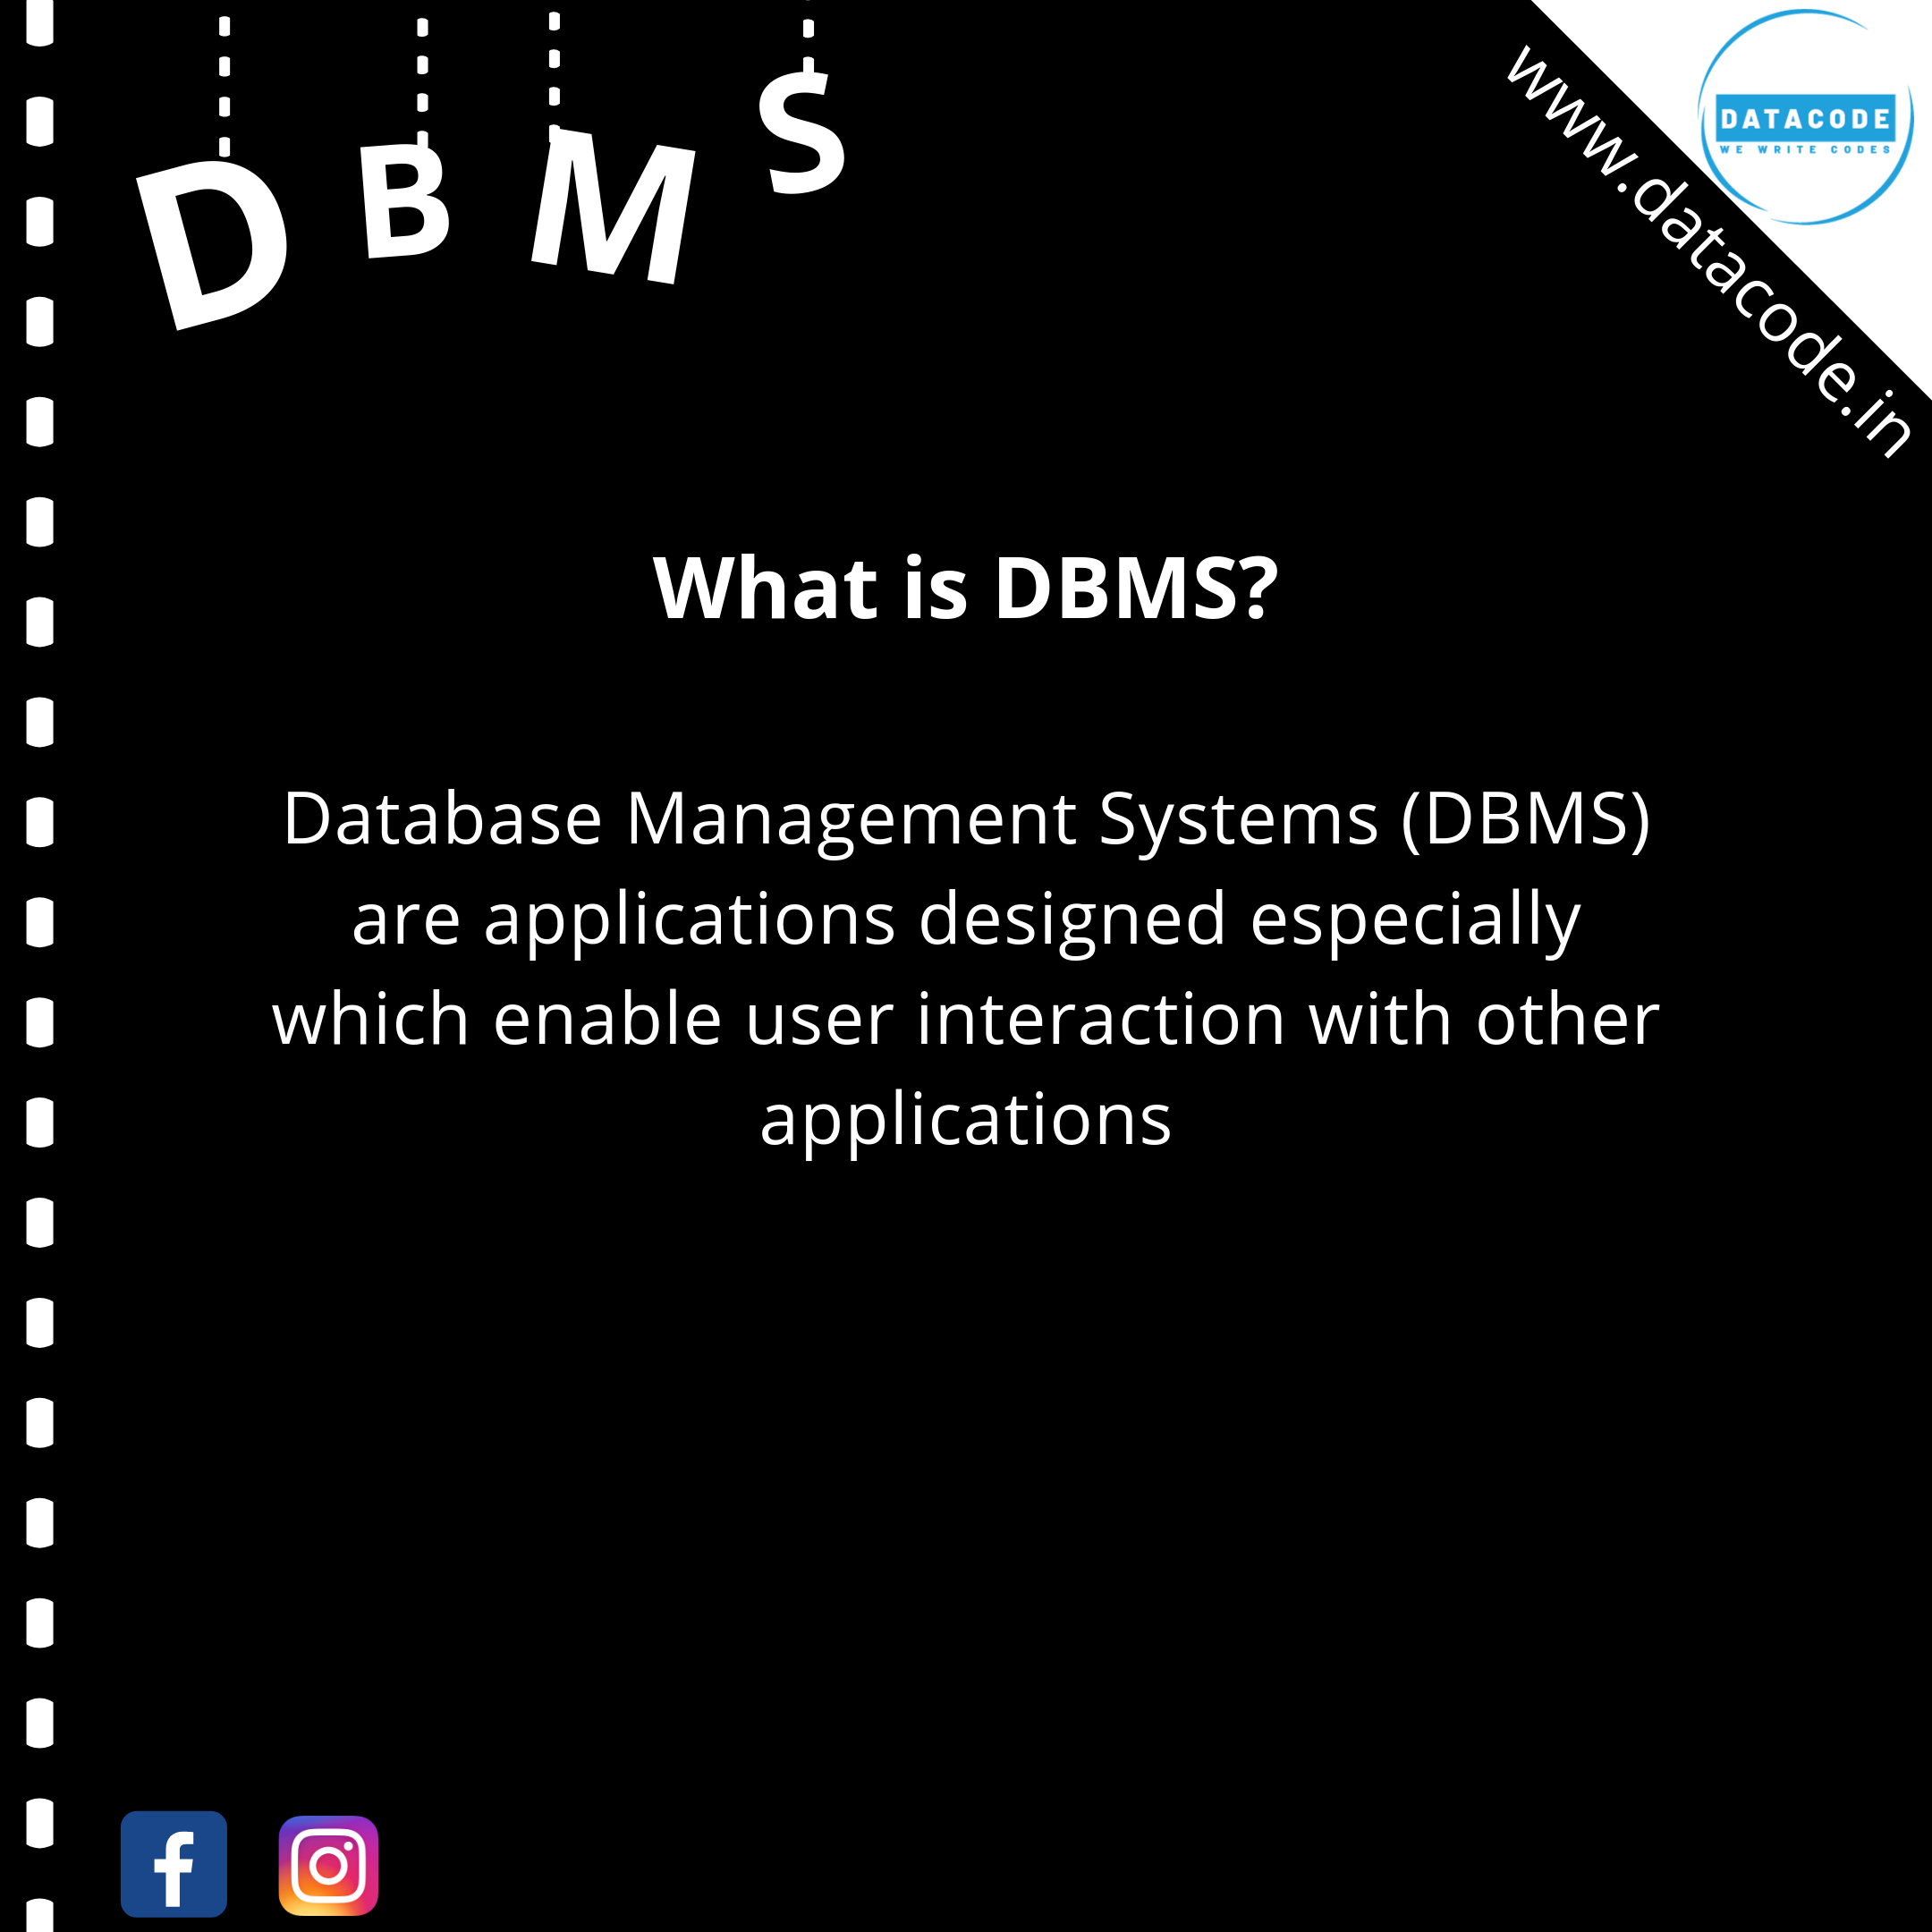 D B M S
www.datacode.in
DATACODE
WE WRITE CODES
What is DBMS?
Database Management Systems (DBMS)
are applications designed especially
which enable user interaction with other
applications